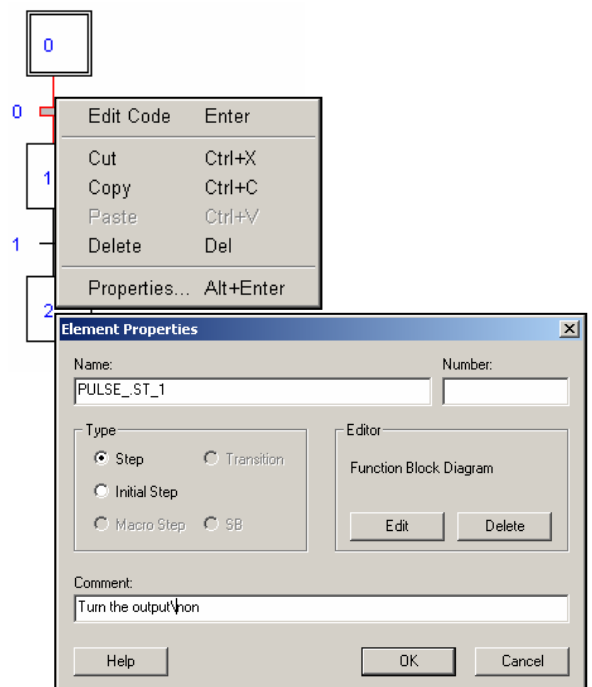 0
0
Edit Code Enter
Cut Ctrl+X
1
Copy Ctrl+C
Paste Ctrl+V
1
Delete Del
Properties... Alt+Enter
2
Element Properties
Name: Number:
PULSE_.ST_1
Type Editor
Step Transition
Function Block Diagram
Initial Step
Macro Step SB
Edit Delete
Comment:
Turn the output\non
Help OK Cancel